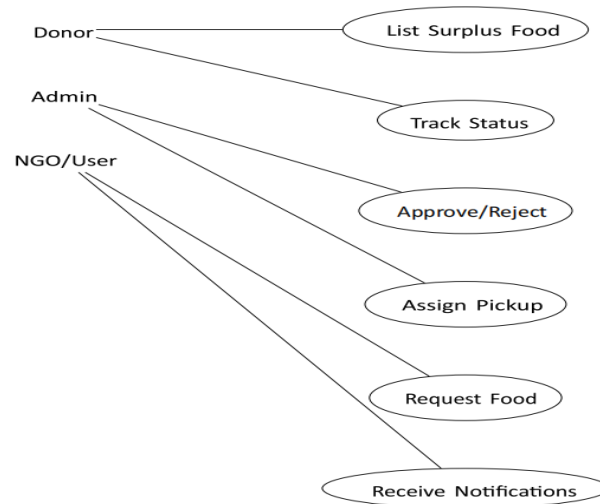 Donor
List Surplus Food
Admin
Track Status
NGO/User
Approve/Reject
Assign Pickup
Request Food
Receive Notifications